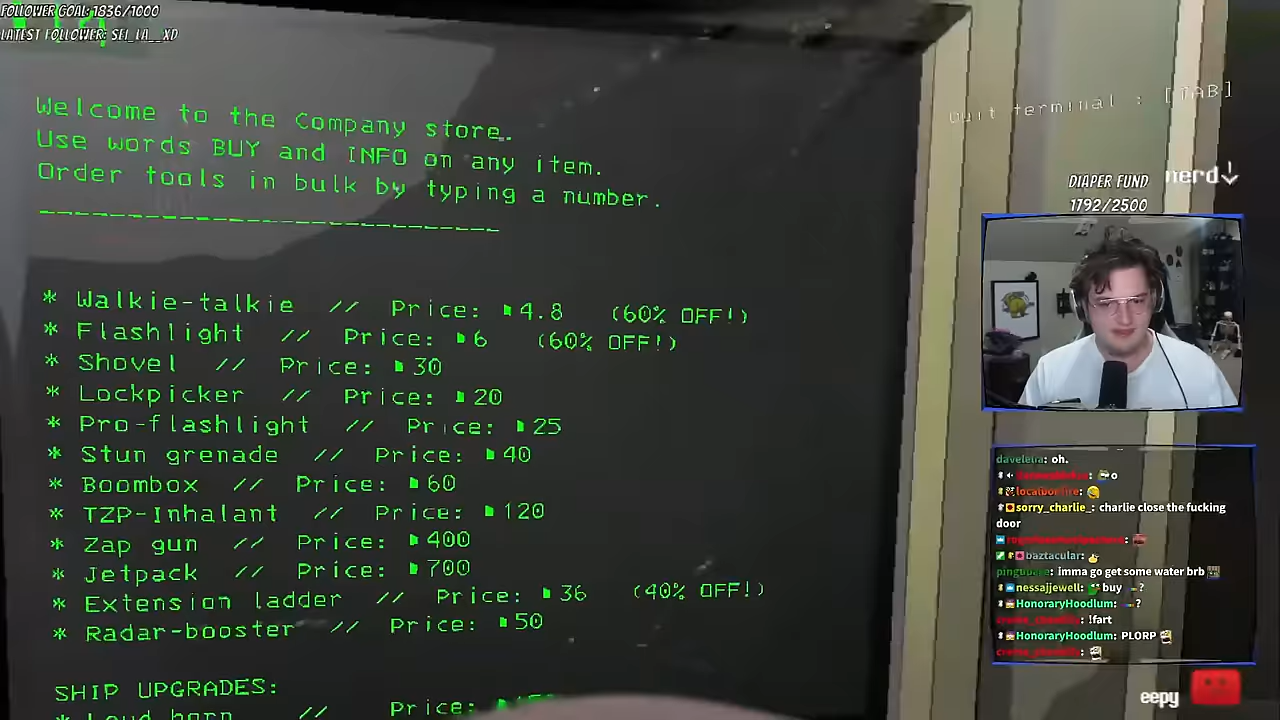 FOLLOWER GOAL: 1836/1000
LATEST FOLLOWER: SEI_LA__XD
Welcome to the Company store.
Use words BUY and INFO on any item.
Order tools in bulk by typing a number.
* Walkie-talkie // Price: 4.8 (60% OFF!)
* Flashlight // Price: 6 (60% OFF!)
* Shovel // Price: 30
* Lockpicker // Price: 20
* Pro-flashlight // Price: 25
* Stun grenade // Price: 40
* Boombox // Price: 60
* TZP-Inhalant // Price: 120
* Zap gun // Price: 400
* Jetpack // Price: 700
* Extension ladder // Price: 36 (40% OFF!)
* Radar-booster // Price: 50
SHIP UPGRADES:
* Loud horn // Price:
Quit terminal : [TAB]
nerd↓
DIAPER FUND
1792/2500
davelelia: oh.
sorry_charlie_: charlie close the fucking
door
baztacular:
imma go get some water brb
nessajjewell: buy ?
HonoraryHoodlum: ?
!fart
HonoraryHoodlum: PLORP
eepy